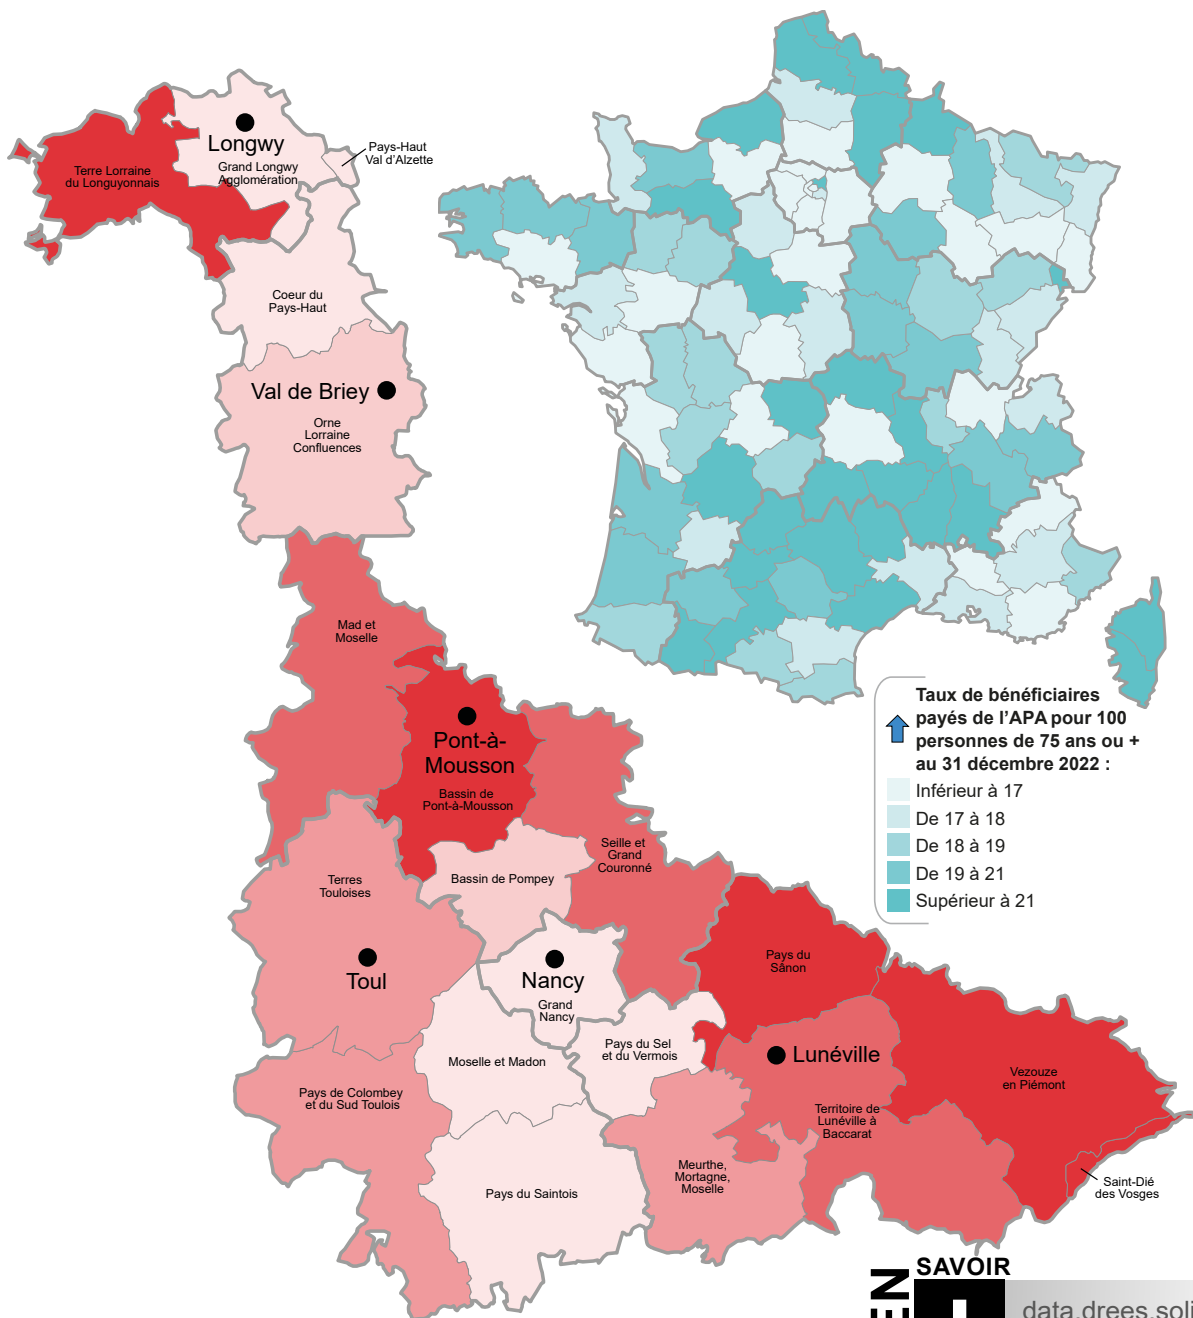 Longwy
Grand Longwy
Agglomération
Pays-Haut
Val d'Alzette
Terre Lorraine
du Longuyonnais
Coeur du
Pays-Haut
Val de Briey
Orne
Lorraine
Confluences
Mad et
Moselle
Pont-à-
Mousson
Bassin de
Pont-à-Mousson
Seille et
Grand
Couronné
Bassin de Pompey
Terres
Touloises
Toul
Nancy
Grand
Nancy
Pays du
Sânon
Pays du Sel
et du Vermois
Lunéville
Moselle et Madon
Vezouze
en Piémont
Pays de Colombey
et du Sud Toulois
Territoire de
Lunéville à
Baccarat
Meurthe,
Mortagne,
Moselle
Pays du Saintois
Saint-Dié
des Vosges
Taux de bénéficiaires
payés de l'APA pour 100
personnes de 75 ans ou +
au 31 décembre 2022 :
Inférieur à 17
De 17 à 18
De 18 à 19
De 19 à 21
Supérieur à 21
EN
SAVOIR
data.drees.soli